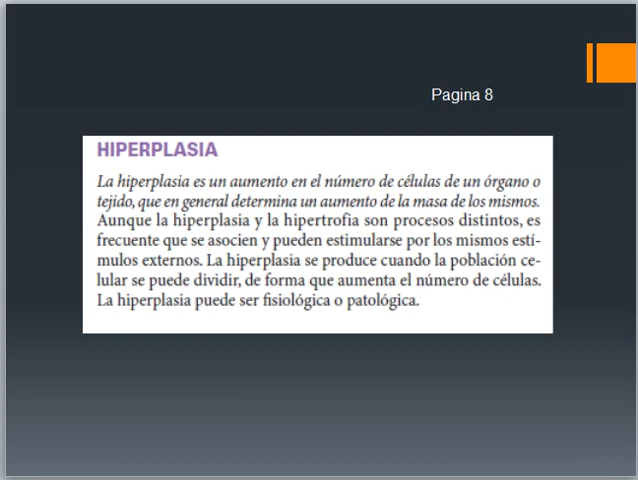 Pagina 8
HIPERPLASIA
La hiperplasia es un aumento en el número de células de un órgano o
tejido, que en general determina un aumento de la masa de los mismos.
Aunque la hiperplasia y la hipertrofia son procesos distintos, es
frecuente que se asocien y pueden estimularse por los mismos estí-
mulos externos. La hiperplasia se produce cuando la población ce-
lular se puede dividir, de forma que aumenta el número de células.
La hiperplasia puede ser fisiológica o patológica.